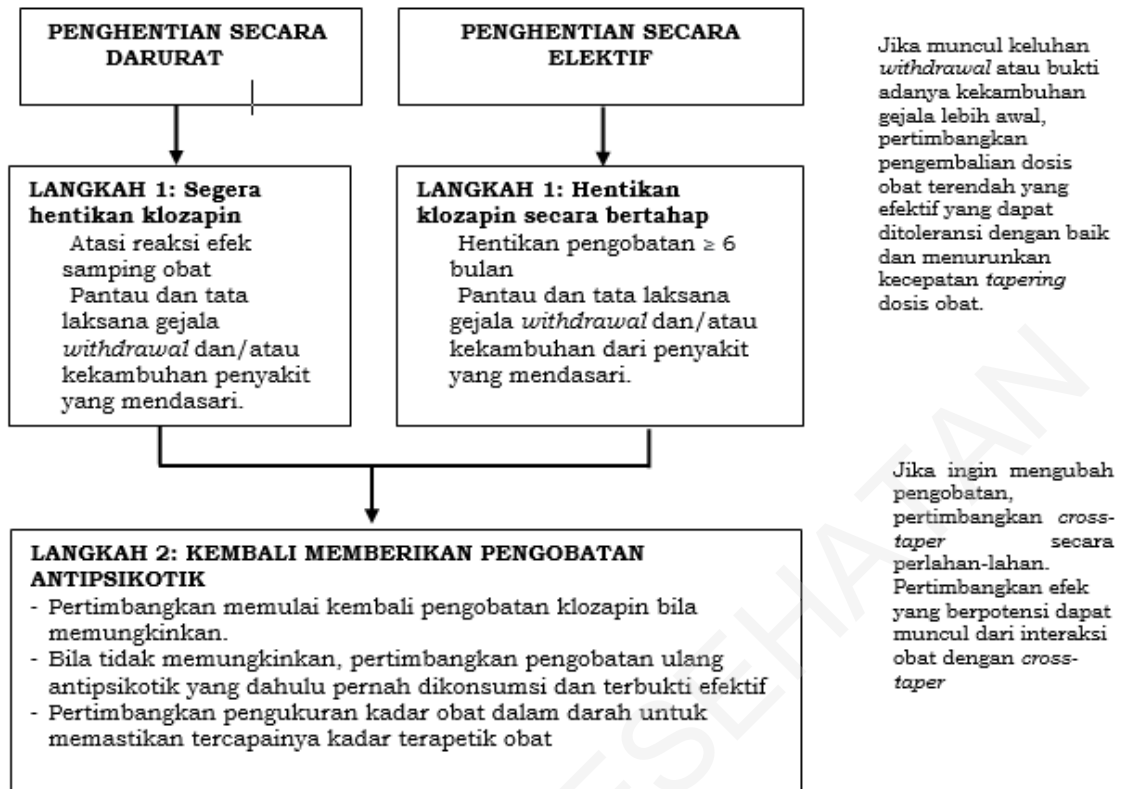 PENGHENTIAN SECARA
DARURAT
PENGHENTIAN SECARA
ELEKTIF
LANGKAH 1: Segera
hentikan klozapin
Atasi reaksi efek
samping obat
Pantau dan tata
laksana gejala
withdrawal dan/atau
kekambuhan penyakit
yang mendasari.
LANGKAH 1: Hentikan
klozapin secara bertahap
Hentikan pengobatan ≥ 6
bulan
Pantau dan tata laksana
gejala withdrawal dan/atau
kekambuhan dari penyakit
yang mendasari.
Jika muncul keluhan
withdrawal atau bukti
adanya kekambuhan
gejala lebih awal,
pertimbangkan
pengembalian dosis
obat terendah yang
efektif yang dapat
ditoleransi dengan baik
dan menurunkan
kecepatan tapering
dosis obat.
LANGKAH 2: KEMBALI MEMBERIKAN PENGOBATAN
ANTIPSIKOTIK
- Pertimbangkan memulai kembali pengobatan klozapin bila
memungkinkan.
- Bila tidak memungkinkan, pertimbangkan pengobatan ulang
antipsikotik yang dahulu pernah dikonsumsi dan terbukti efektif
- Pertimbangkan pengukuran kadar obat dalam darah untuk
memastikan tercapainya kadar terapetik obat
Jika ingin mengubah
pengobatan,
pertimbangkan cross-
taper secara
perlahan-lahan.
Pertimbangkan efek
yang berpotensi dapat
muncul dari interaksi
obat dengan cross-
taper
ESEHATAN